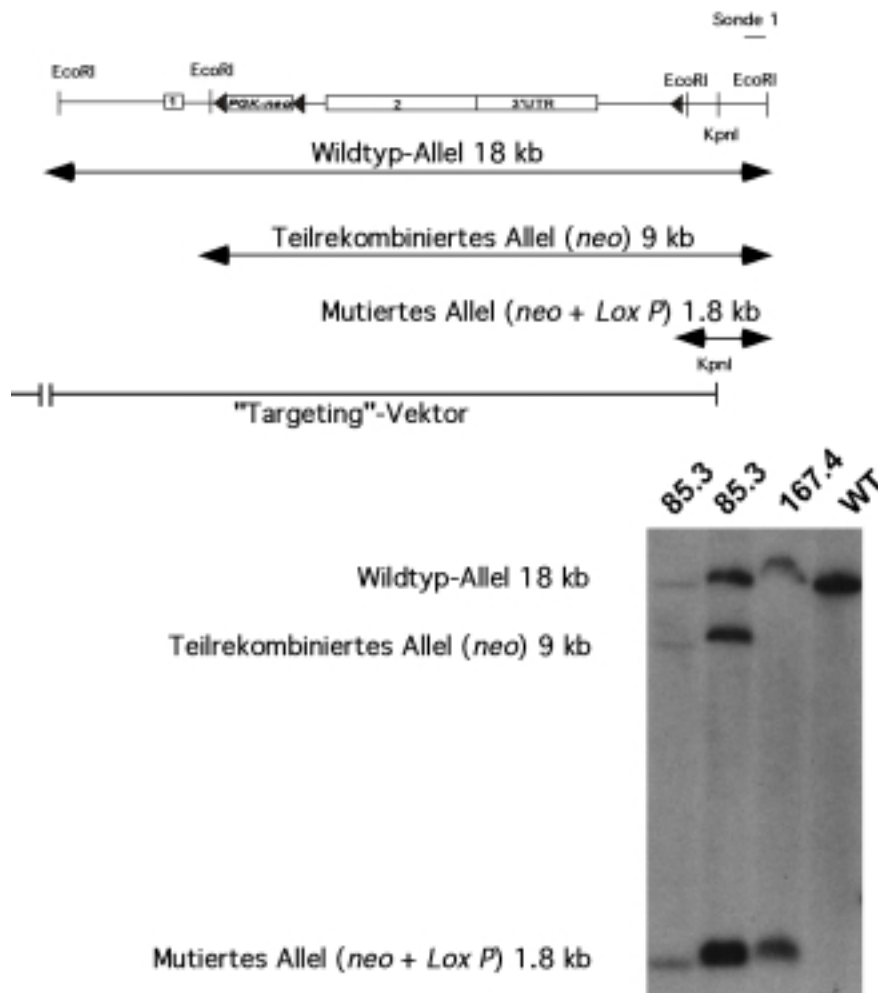 Sonde 1
EcoRI EcoRI EcoRI EcoRI
1 PGK-neo 2 3'UTR
KpnI
Wildtyp-Allel 18 kb
Teilrekombiniertes Allel (neo) 9 kb
Mutiertes Allel (neo + Lox P) 1.8 kb
KpnI
"Targeting"-Vektor
85.3 85.3 167.4 WT
Wildtyp-Allel 18 kb
Teilrekombiniertes Allel (neo) 9 kb
Mutiertes Allel (neo + Lox P) 1.8 kb